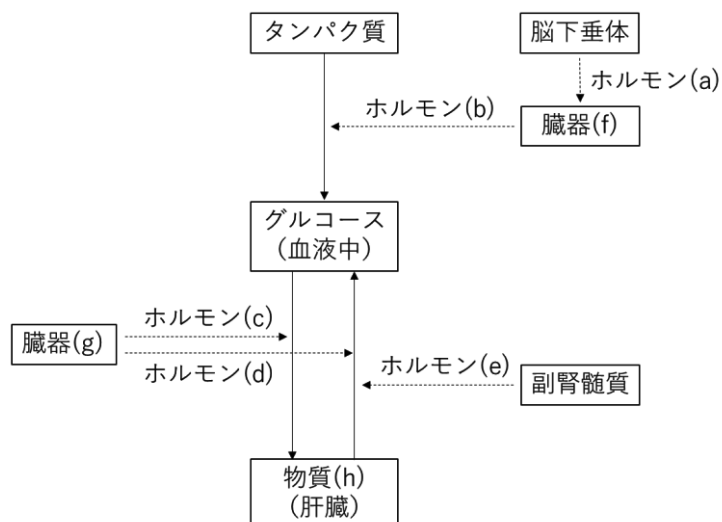 タンパク質
脳下垂体
ホルモン(a)
ホルモン(b)
臓器(f)
グルコース
(血液中)
ホルモン(c)
臓器(g)
ホルモン(d)
ホルモン(e)
副腎髄質
物質(h)
(肝臓)